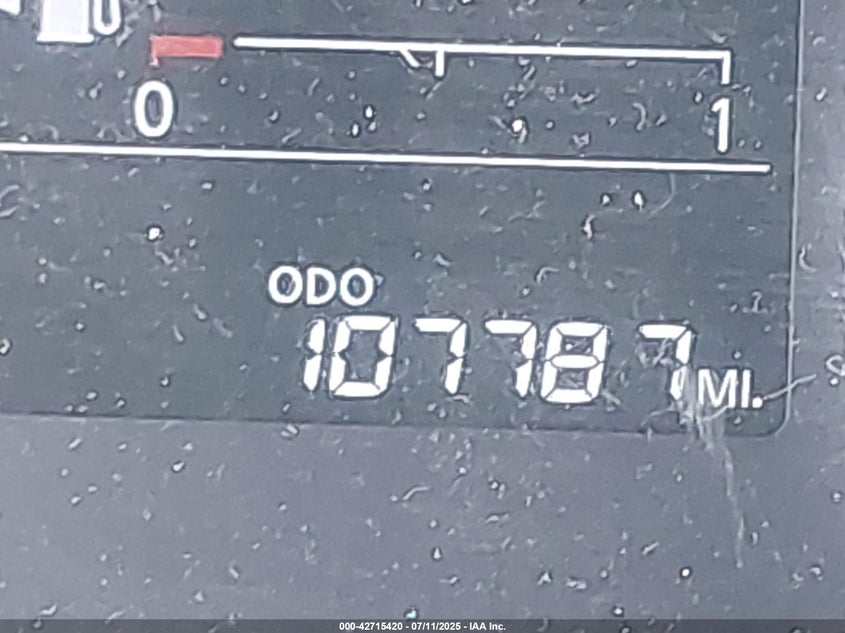 0 1
ODO
107787 MI.
000-42715420 - 07/11/2025 - IAA Inc.